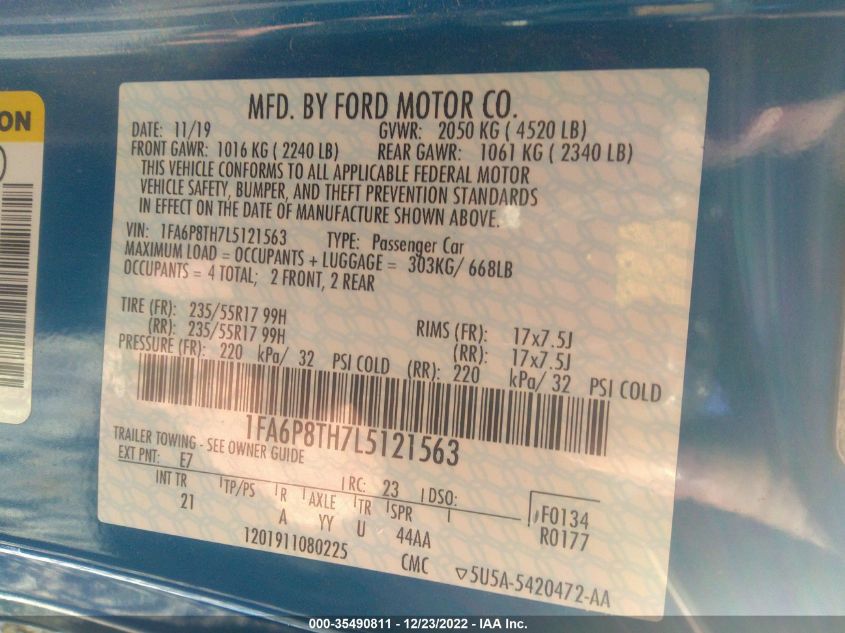 ON
MFD. BY FORD MOTOR CO.
DATE: 11/19 GVWR: 2050 KG ( 4520 LB)
FRONT GAWR: 1016 KG ( 2240 LB) REAR GAWR: 1061 KG ( 2340 LB)
THIS VEHICLE CONFORMS TO ALL APPLICABLE FEDERAL MOTOR
VEHICLE SAFETY, BUMPER, AND THEFT PREVENTION STANDARDS
IN EFFECT ON THE DATE OF MANUFACTURE SHOWN ABOVE.
VIN: 1FA6P8TH7L5121563 TYPE: Passenger Car
MAXIMUM LOAD = OCCUPANTS + LUGGAGE = 303KG/ 668LB
OCCUPANTS = 4 TOTAL; 2 FRONT, 2 REAR
TIRE (FR): 235/55R17 99H RIMS (FR): 17x7.5J
(RR): 235/55R17 99H (RR): 17x7.5J
PRESSURE (FR): 220 kPa/ 32 PSI COLD (RR): 220 kPa/ 32 PSI COLD
1FA6P8TH7L5121563
TRAILER TOWING - SEE OWNER GUIDE
EXT PNT: E7 RC: 23 DSO:
INT TR TP/PS R AXLE TR SPR F0134
21 A YY U 44AA R0177
1201911080225 CMC ▽5U5A-5420472-AA
000-35490811 - 12/23/2022 - IAA Inc.